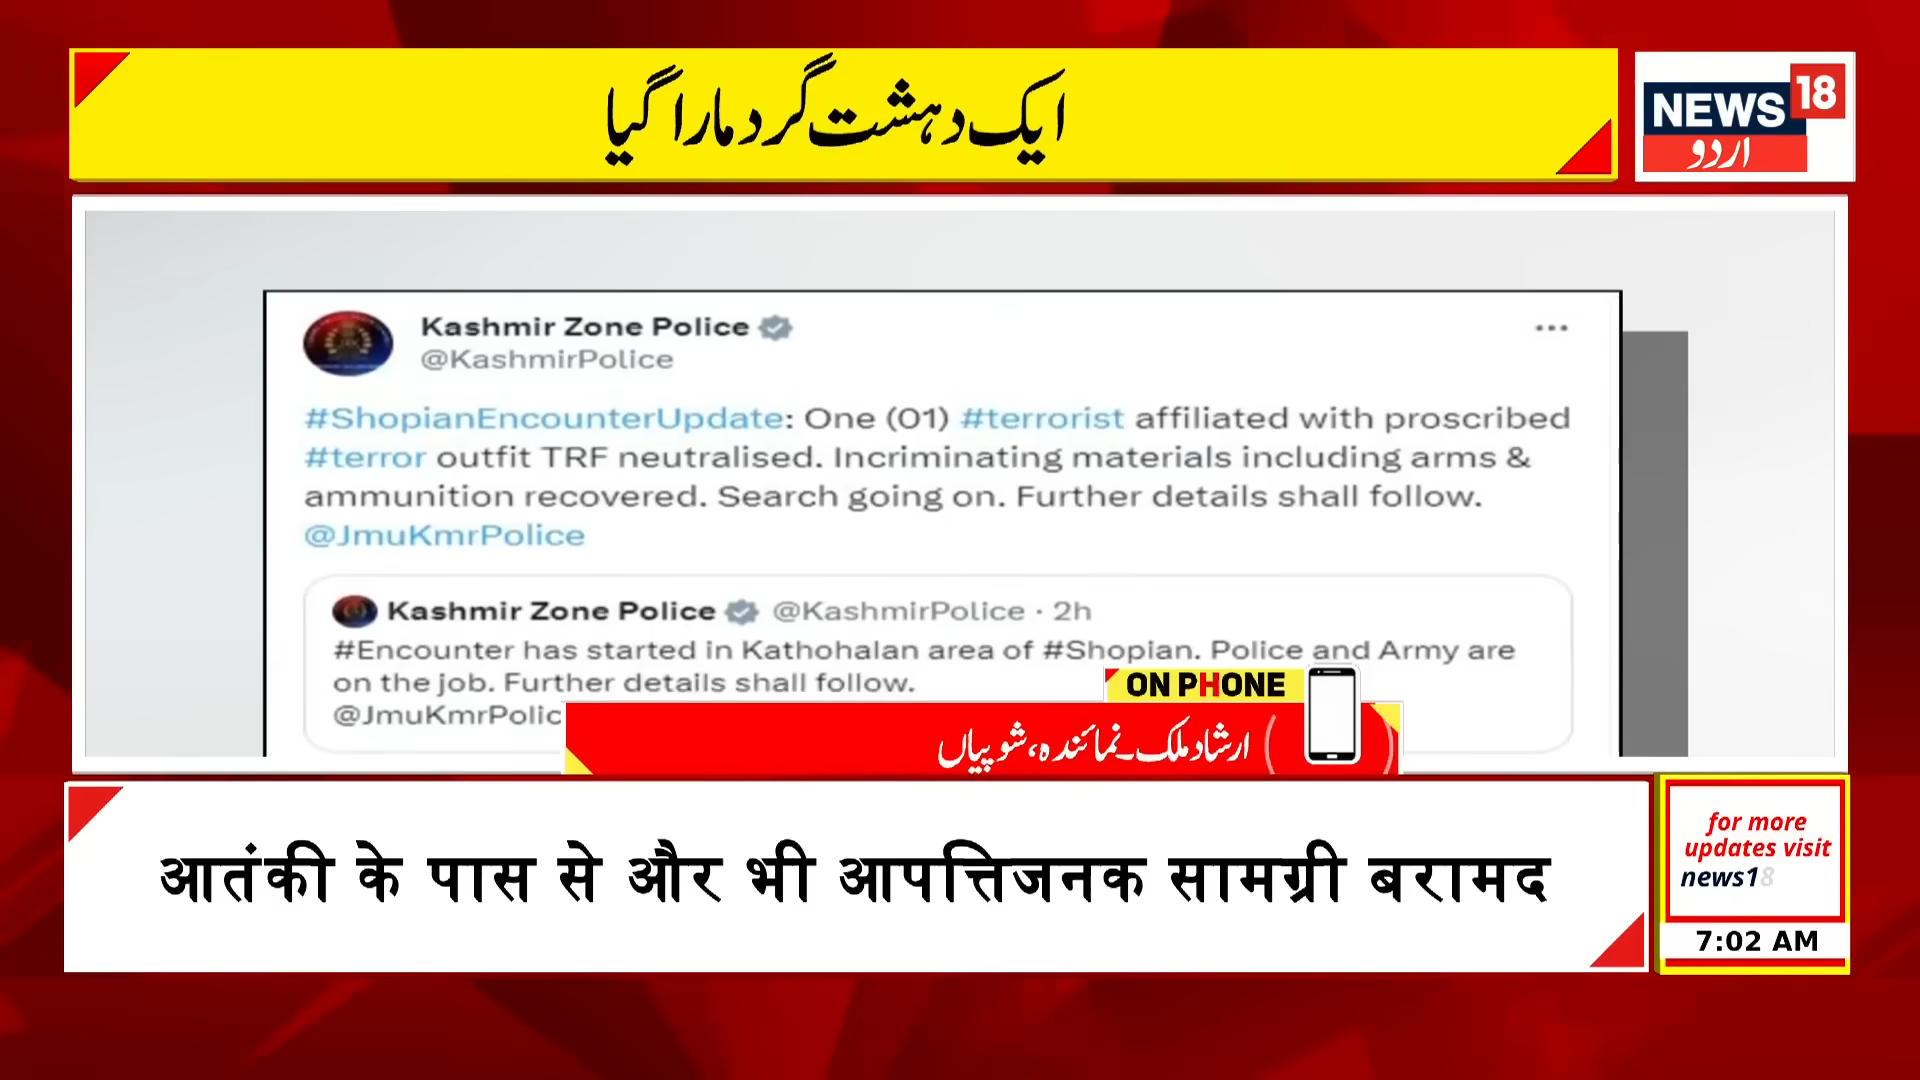 ایک دہشت گرد مارا گیا
NEWS 18
اردو
Kashmir Zone Police
@KashmirPolice
#ShopianEncounterUpdate: One (01) #terrorist affiliated with proscribed
#terror outfit TRF neutralised. Incriminating materials including arms &
ammunition recovered. Search going on. Further details shall follow.
@JmuKmrPolice
Kashmir Zone Police @KashmirPolice · 2h
#Encounter has started in Kathohalan area of #Shopian. Police and Army are
on the job. Further details shall follow.
@JmuKmrPolic
ON PHONE
ارشاد ملک۔نمائندہ، شوپیاں
आतंकी के पास से और भी आपत्तिजनक सामग्री बरामद
for more
updates visit
news18
7:02 AM